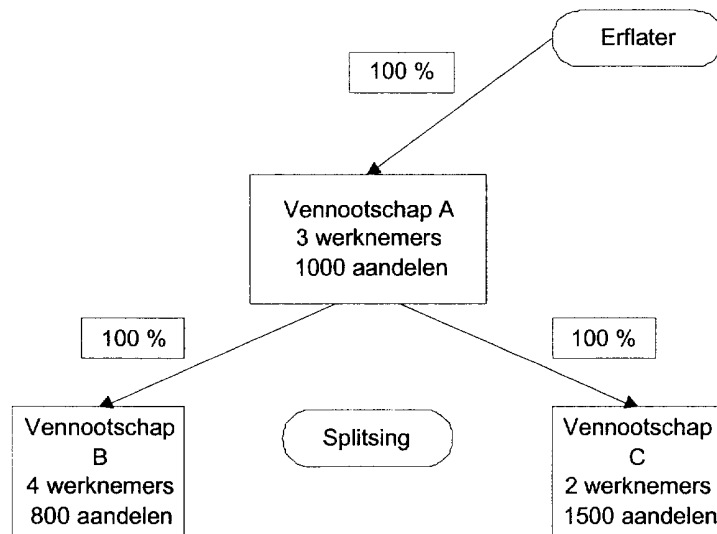 Erflater
100 %
Vennootschap A
3 werknemers
1000 aandelen
100 %
100 %
Vennootschap
B
4 werknemers
800 aandelen
Splitsing
Vennootschap
C
2 werknemers
1500 aandelen